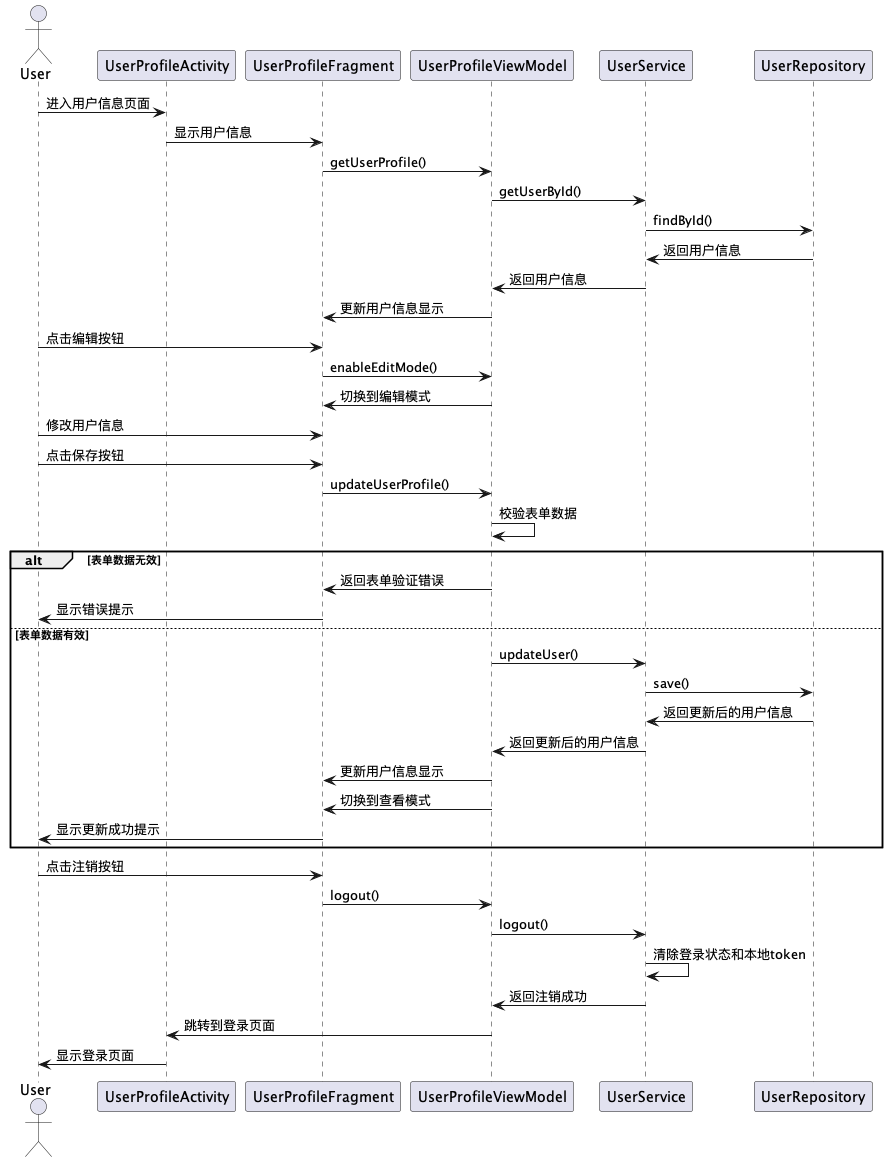 User
UserProfileActivity
UserProfileFragment
UserProfileViewModel
UserService
UserRepository
进入用户信息页面
显示用户信息
getUserProfile()
getUserById()
findById()
返回用户信息
返回用户信息
更新用户信息显示
点击编辑按钮
enableEditMode()
切换到编辑模式
修改用户信息
点击保存按钮
updateUserProfile()
校验表单数据
alt [表单数据无效]
返回表单验证错误
显示错误提示
[表单数据有效]
updateUser()
save()
返回更新后的用户信息
返回更新后的用户信息
更新用户信息显示
切换到查看模式
显示更新成功提示
点击注销按钮
logout()
logout()
清除登录状态和本地token
返回注销成功
跳转到登录页面
显示登录页面
User
UserProfileActivity
UserProfileFragment
UserProfileViewModel
UserService
UserRepository